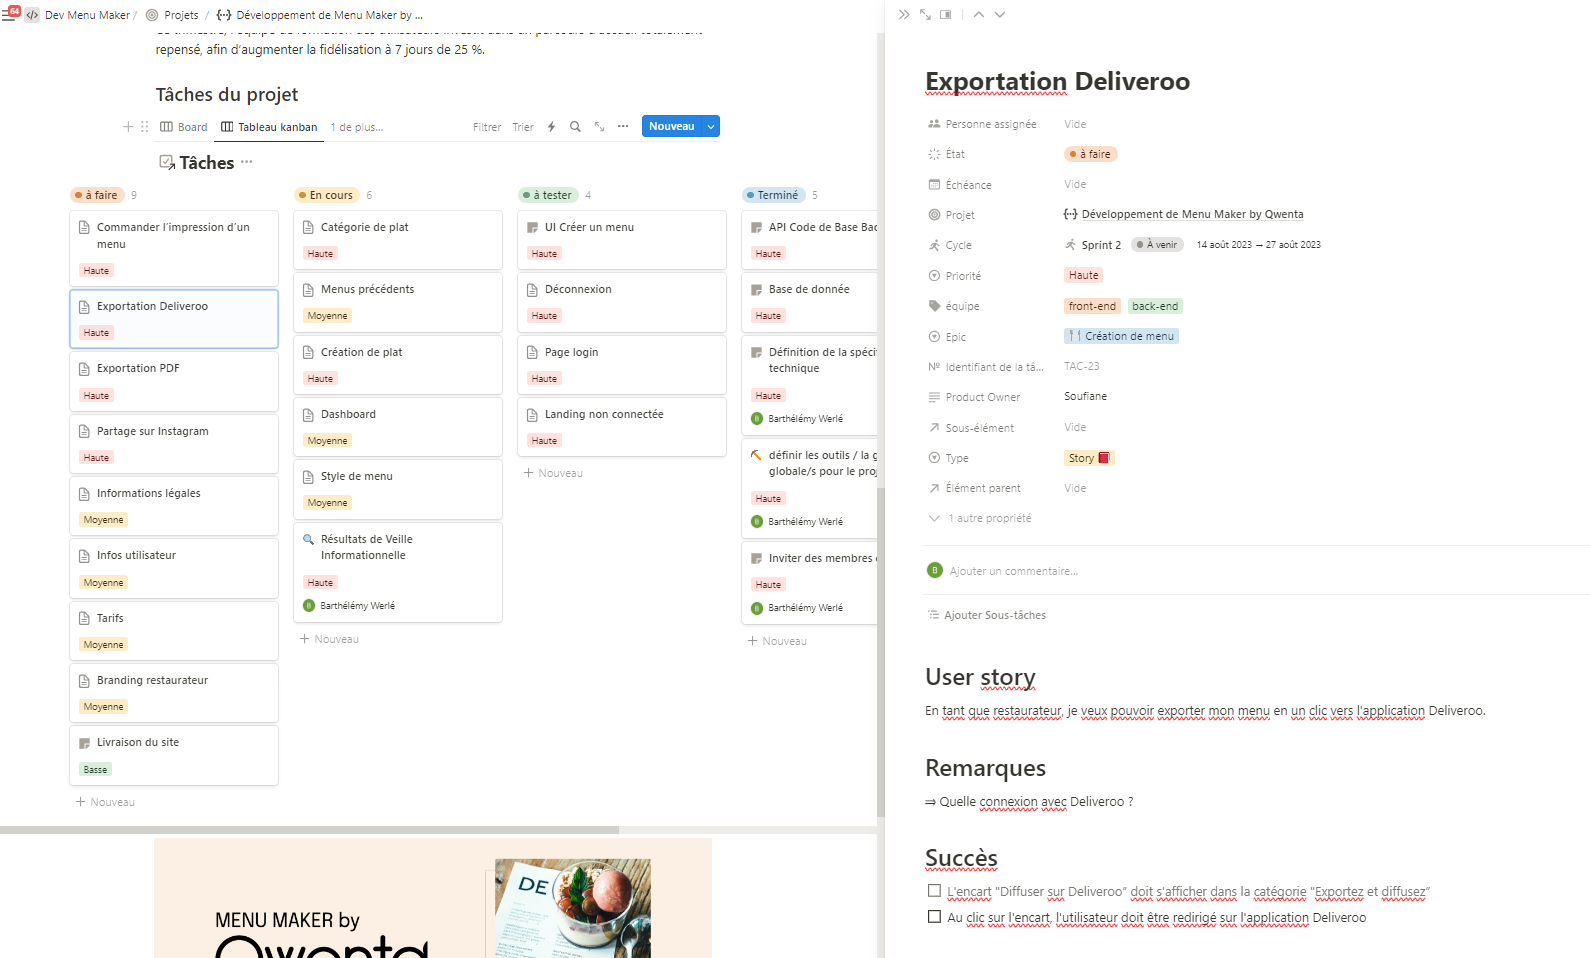 64
Dev Menu Maker / Projets / Développement de Menu Maker by ...
repensé, afin d'augmenter la fidélisation à 7 jours de 25 %.
Tâches du projet
Board Tableau kanban 1 de plus... Filtrer Trier Nouveau
Tâches
à faire 9
Commander l'impression d'un
menu
Haute
Exportation Deliveroo
Haute
Exportation PDF
Haute
Partage sur Instagram
Haute
Informations légales
Moyenne
Infos utilisateur
Moyenne
Tarifs
Moyenne
Branding restaurateur
Moyenne
Livraison du site
Basse
+ Nouveau
En cours 6
Catégorie de plat
Haute
Menus précédents
Moyenne
Création de plat
Haute
Dashboard
Moyenne
Style de menu
Moyenne
Résultats de Veille
Informationnelle
Haute
B Barthélémy Werlé
+ Nouveau
à tester 4
UI Créer un menu
Haute
Déconnexion
Haute
Page login
Haute
Landing non connectée
Haute
+ Nouveau
Terminé 5
API Code de Base Bac
Haute
Base de donnée
Haute
Définition de la spécif
technique
Haute
B Barthélémy Werlé
définir les outils / la g
globale/s pour le proj
Haute
B Barthélémy Werlé
Inviter des membres
Haute
B Barthélémy Werlé
+ Nouveau
DE
MENU MAKER by
Qwenta
Exportation Deliveroo
Personne assignée Vide
État à faire
Échéance Vide
Projet Développement de Menu Maker by Qwenta
Cycle Sprint 2 À venir 14 août 2023 → 27 août 2023
Priorité Haute
équipe front-end back-end
Epic Création de menu
Nº Identifiant de la tâ... TAC-23
Product Owner Soufiane
Sous-élément Vide
Type Story
Élément parent Vide
1 autre propriété
B Ajouter un commentaire...
Ajouter Sous-tâches
User story
En tant que restaurateur, je veux pouvoir exporter mon menu en un clic vers l'application Deliveroo.
Remarques
⇒ Quelle connexion avec Deliveroo ?
Succès
L'encart "Diffuser sur Deliveroo" doit s'afficher dans la catégorie "Exportez et diffusez"
Au clic sur l'encart, l'utilisateur doit être redirigé sur l'application Deliveroo